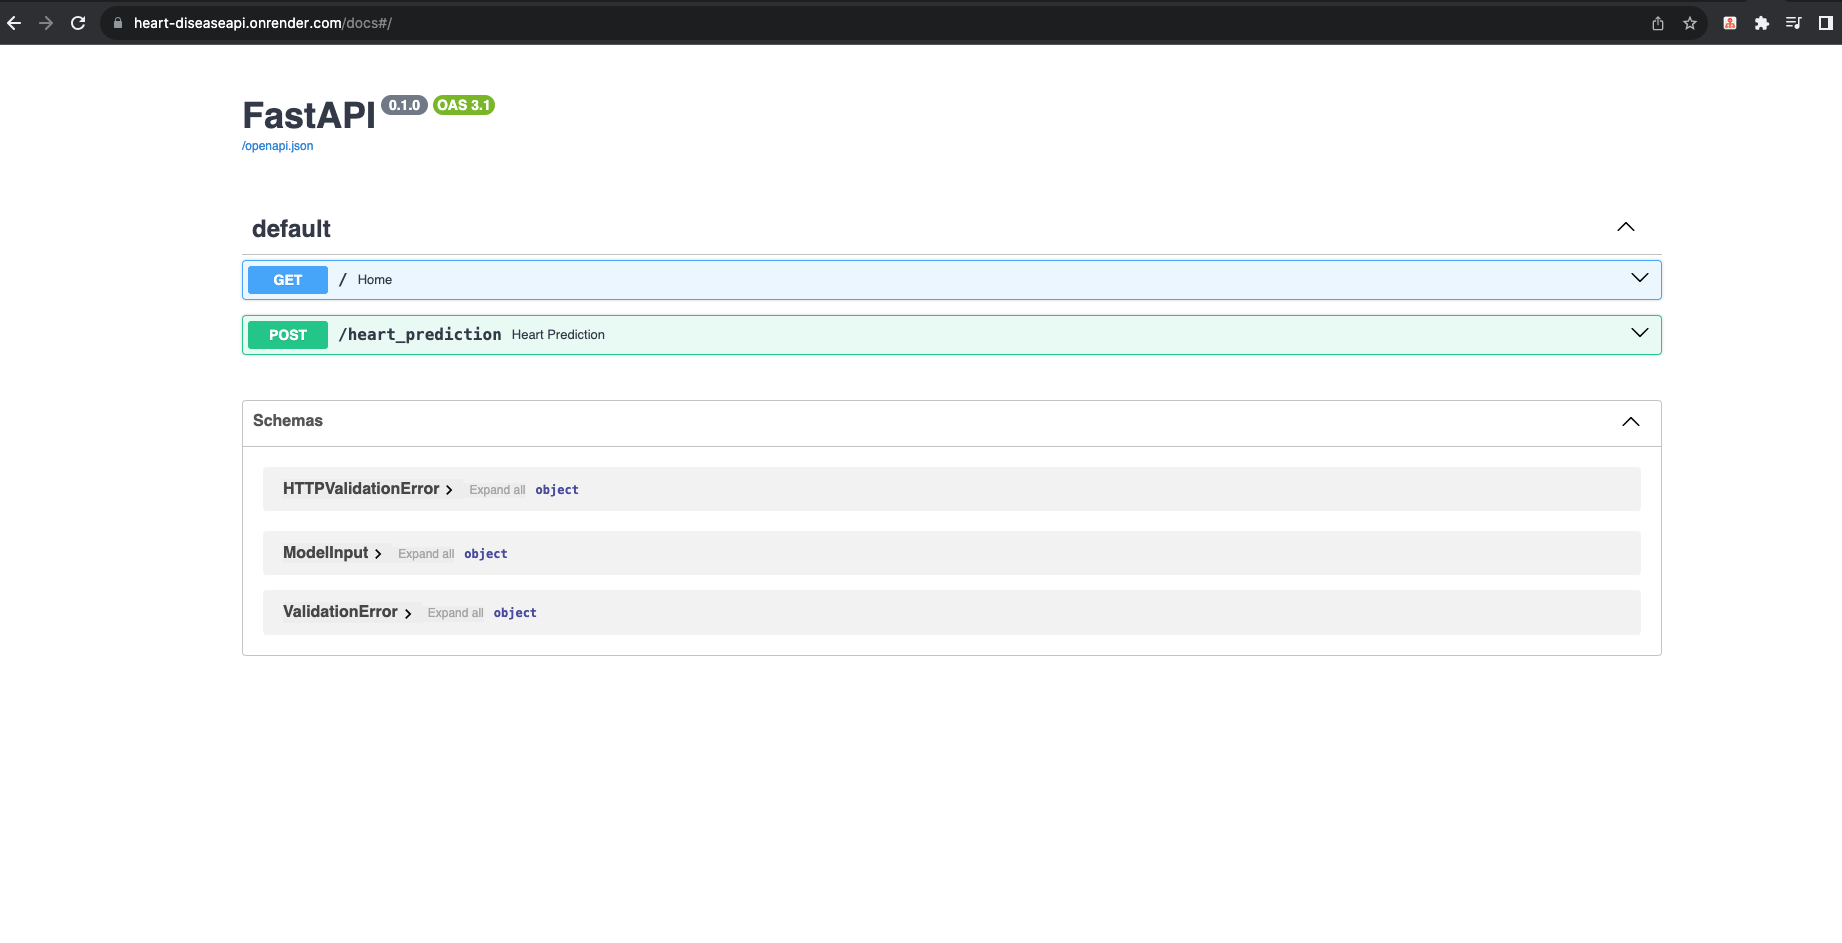 heart-diseaseapi.onrender.com/docs#/
FastAPI 0.1.0 OAS 3.1
/openapi.json
default
GET / Home
POST /heart_prediction Heart Prediction
Schemas
HTTPValidationError Expand all object
ModelInput Expand all object
ValidationError Expand all object